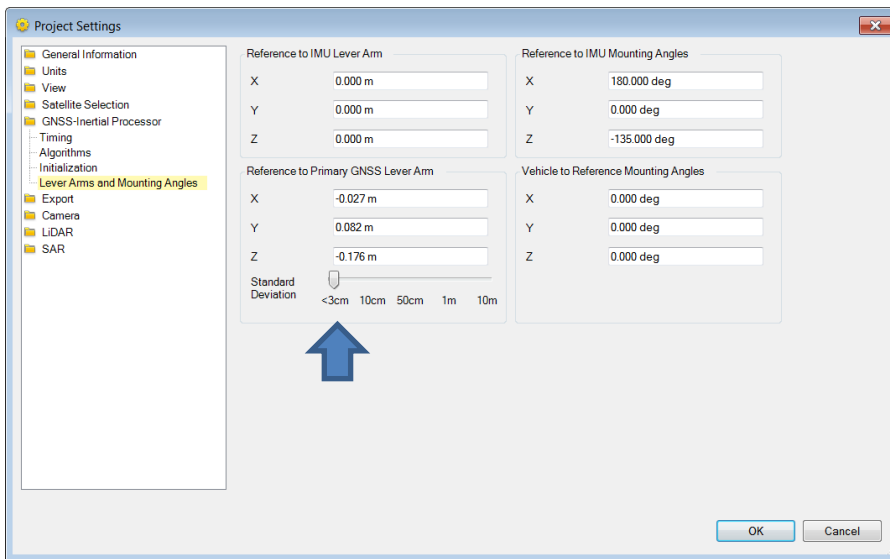 Project Settings
General Information
Units
View
Satellite Selection
GNSS-Inertial Processor
Timing
Algorithms
Initialization
Lever Arms and Mounting Angles
Export
Camera
LiDAR
SAR
Reference to IMU Lever Arm
X 0.000 m
Y 0.000 m
Z 0.000 m
Reference to IMU Mounting Angles
X 180.000 deg
Y 0.000 deg
Z -135.000 deg
Reference to Primary GNSS Lever Arm
X -0.027 m
Y 0.082 m
Z -0.176 m
Standard
Deviation
<3cm 10cm 50cm 1m 10m
Vehicle to Reference Mounting Angles
X 0.000 deg
Y 0.000 deg
Z 0.000 deg
OK Cancel